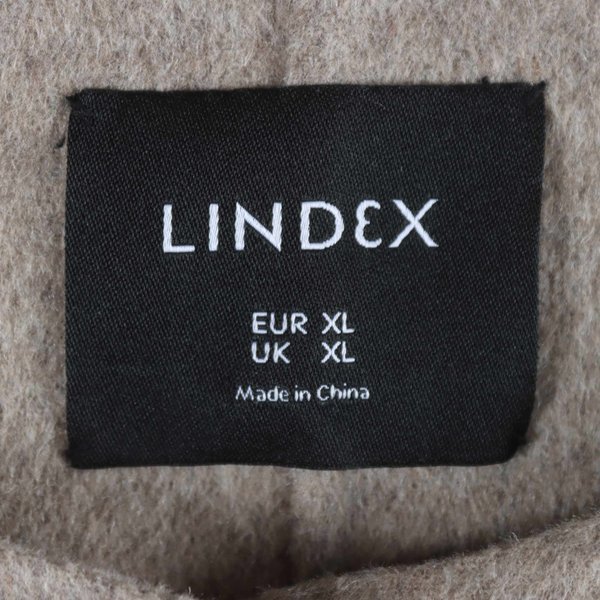 LINDEX
EUR XL
UK XL
Made in China